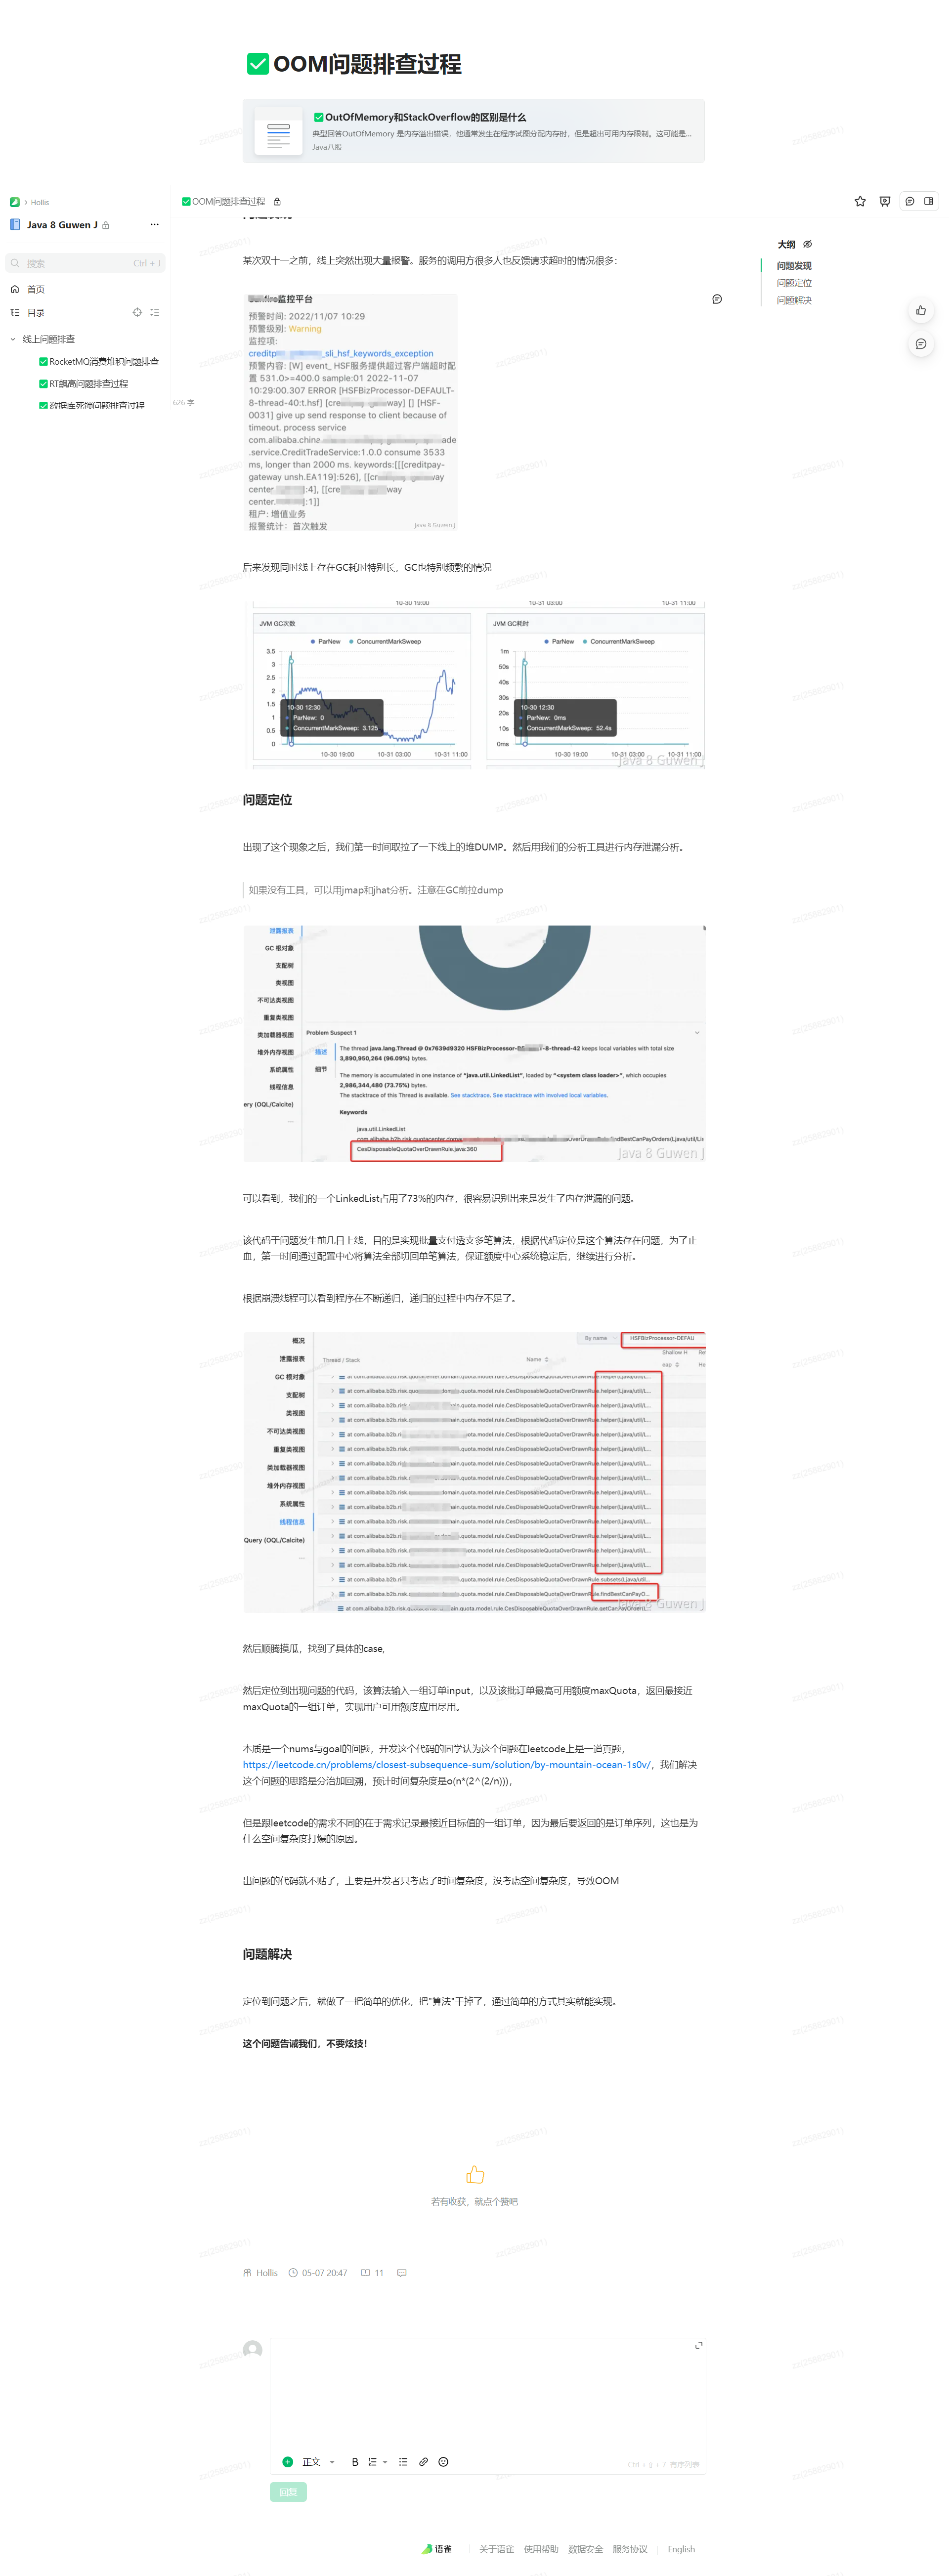 ✅OOM问题排查过程
✅OutOfMemory和StackOverflow的区别是什么
典型回答OutOfMemory 是内存溢出错误，他通常发生在程序试图分配内存时，但是超出可用内存限制。这可能是...
Java八股
Hollis
✅OOM问题排查过程
Java 8 Guwen J
搜索 Ctrl + J
首页
目录
线上问题排查
✅RocketMQ消费堆积问题排查
✅RT飙高问题排查过程
✅数据库死锁问题排查过程
626 字
大纲
问题发现
问题定位
问题解决
某次双十一之前，线上突然出现大量报警。服务的调用方很多人也反馈请求超时的情况很多：
监控平台
预警时间: 2022/11/07 10:29
预警级别: Warning
监控项:
creditp _sli_hsf_keywords_exception
预警内容: [W] event_ HSF服务提供超过客户端超时配
置 531.0>=400.0 sample:01 2022-11-07
10:29:00.307 ERROR [HSFBizProcessor-DEFAULT-
8-thread-40:t.hsf] [cre way] [] [HSF-
0031] give up send response to client because of
timeout. process service
com.alibaba.china. ade
.service.CreditTradeService:1.0.0 consume 3533
ms, longer than 2000 ms. keywords:[[[creditpay-
gateway unsh.EA119]:526], [[cre way
center. :4], [[cre way
center. :1]]
租户: 增值业务
报警统计：首次触发
Java 8 Guwen J
后来发现同时线上存在GC耗时特别长，GC也特别频繁的情况
10-30 19:00 10-31 03:00 10-31 11:00
JVM GC次数
ParNew ConcurrentMarkSweep
3.5
3
2.5
2
1.5
1
0.5
0
10-30 12:30
ParNew: 0
ConcurrentMarkSweep: 3.125
10-30 19:00 10-31 03:00 10-31 11:00
JVM GC耗时
ParNew ConcurrentMarkSweep
1m
50s
40s
30s
20s
10s
0ms
10-30 12:30
ParNew: 0ms
ConcurrentMarkSweep: 52.4s
10-30 19:00 10-31 03:00 10-31 11:00
Java 8 Guwen J
问题定位
出现了这个现象之后，我们第一时间取拉了一下线上的堆DUMP。然后用我们的分析工具进行内存泄漏分析。
如果没有工具，可以用jmap和jhat分析。注意在GC前拉dump
泄露报表
GC 根对象
支配树
类视图
不可达类视图
重复类视图
类加载器视图
堆外内存视图
系统属性
线程信息
ery (OQL/Calcite)
Problem Suspect 1
描述
细节
The thread java.lang.Thread @ 0x7639d9320 HSFBizProcessor-D -8-thread-42 keeps local variables with total size
3,890,950,264 (96.09%) bytes.
The memory is accumulated in one instance of "java.util.LinkedList", loaded by "<system class loader>", which occupies
2,986,344,480 (73.75%) bytes.
The stacktrace of this Thread is available. See stacktrace. See stacktrace with involved local variables.
Keywords
java.util.LinkedList
CesDisposableQuotaOverDrawnRule.java:360
Java 8 Guwen J
可以看到，我们的一个LinkedList占用了73%的内存，很容易识别出来是发生了内存泄漏的问题。
该代码于问题发生前几日上线，目的是实现批量支付透支多笔算法，根据代码定位是这个算法存在问题，为了止
血，第一时间通过配置中心将算法全部切回单笔算法，保证额度中心系统稳定后，继续进行分析。
根据崩溃线程可以看到程序在不断递归，递归的过程中内存不足了。
概况
泄露报表
GC 根对象
支配树
类视图
不可达类视图
重复类视图
类加载器视图
堆外内存视图
系统属性
线程信息
Query (OQL/Calcite)
By name
HSFBizProcessor-DEFAU
Thread / Stack
Name
Shallow H
eap
at com.alibaba.b2b.risk. .quota.model.rule.CesDisposableQuotaOverDrawnRule.helper(Ljava/util/L...
at com.alibaba.b2b.risk. .quota.model.rule.CesDisposableQuotaOverDrawnRule.subsets(Ljava/util/...
at com.alibaba.b2b.risk. .quota.model.rule.CesDisposableQuotaOverDrawnRule.findBestCanPayO...
Java 8 Guwen J
然后顺腾摸瓜，找到了具体的case,
然后定位到出现问题的代码，该算法输入一组订单input，以及该批订单最高可用额度maxQuota，返回最接近
maxQuota的一组订单，实现用户可用额度应用尽用。
本质是一个nums与goal的问题，开发这个代码的同学认为这个问题在leetcode上是一道真题，
https://leetcode.cn/problems/closest-subsequence-sum/solution/by-mountain-ocean-1s0v/，我们解决
这个问题的思路是分治加回溯，预计时间复杂度是o(n*(2^(2/n)))，
但是跟leetcode的需求不同的在于需求记录最接近目标值的一组订单，因为最后要返回的是订单序列，这也是为
什么空间复杂度打爆的原因。
出问题的代码就不贴了，主要是开发者只考虑了时间复杂度，没考虑空间复杂度，导致OOM
问题解决
定位到问题之后，就做了一把简单的优化，把"算法"干掉了，通过简单的方式其实就能实现。
这个问题告诫我们，不要炫技！
若有收获，就点个赞吧
Hollis 05-07 20:47 11
正文
回复
语雀 关于语雀 使用帮助 数据安全 服务协议 English